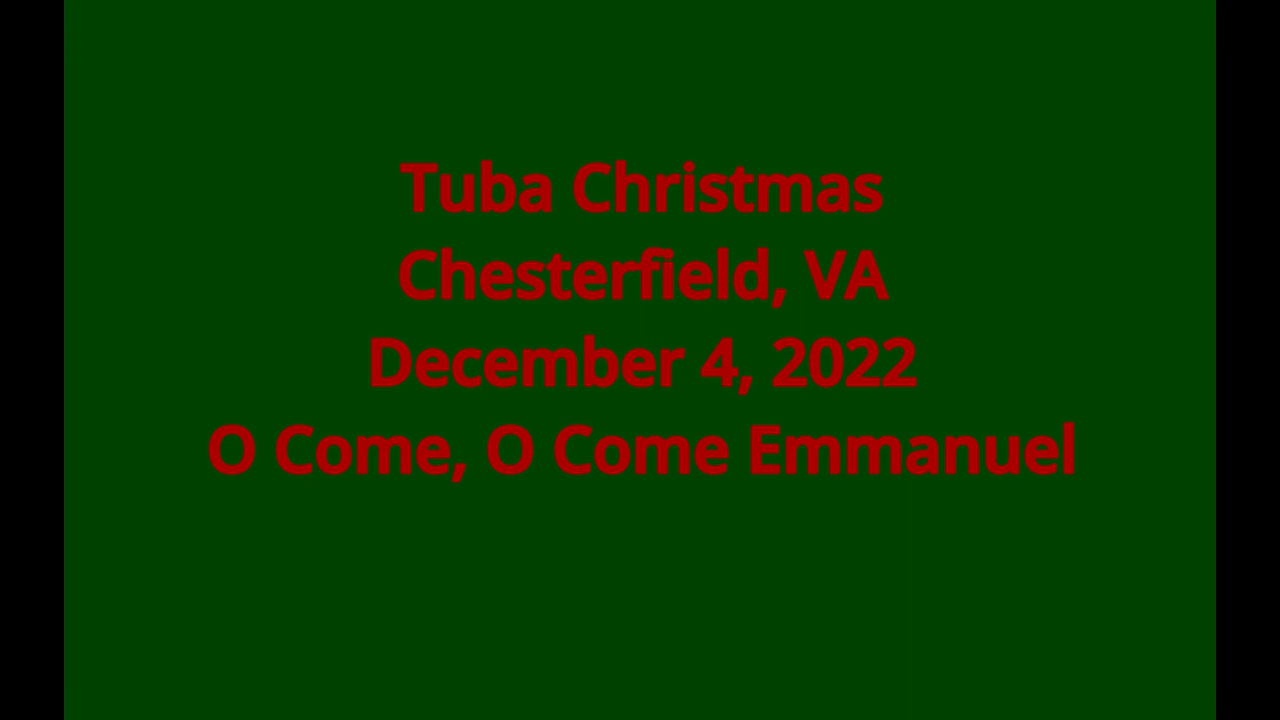 Tuba Christmas
Chesterfield, VA
December 4, 2022
O Come, O Come Emmanuel